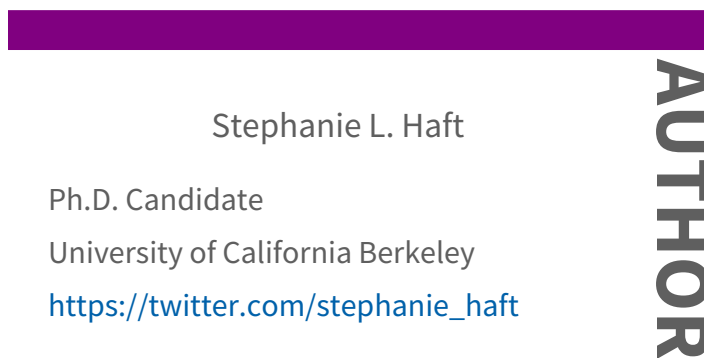 Stephanie L. Haft
Ph.D. Candidate
University of California Berkeley
https://twitter.com/stephanie_haft
AUTHOR